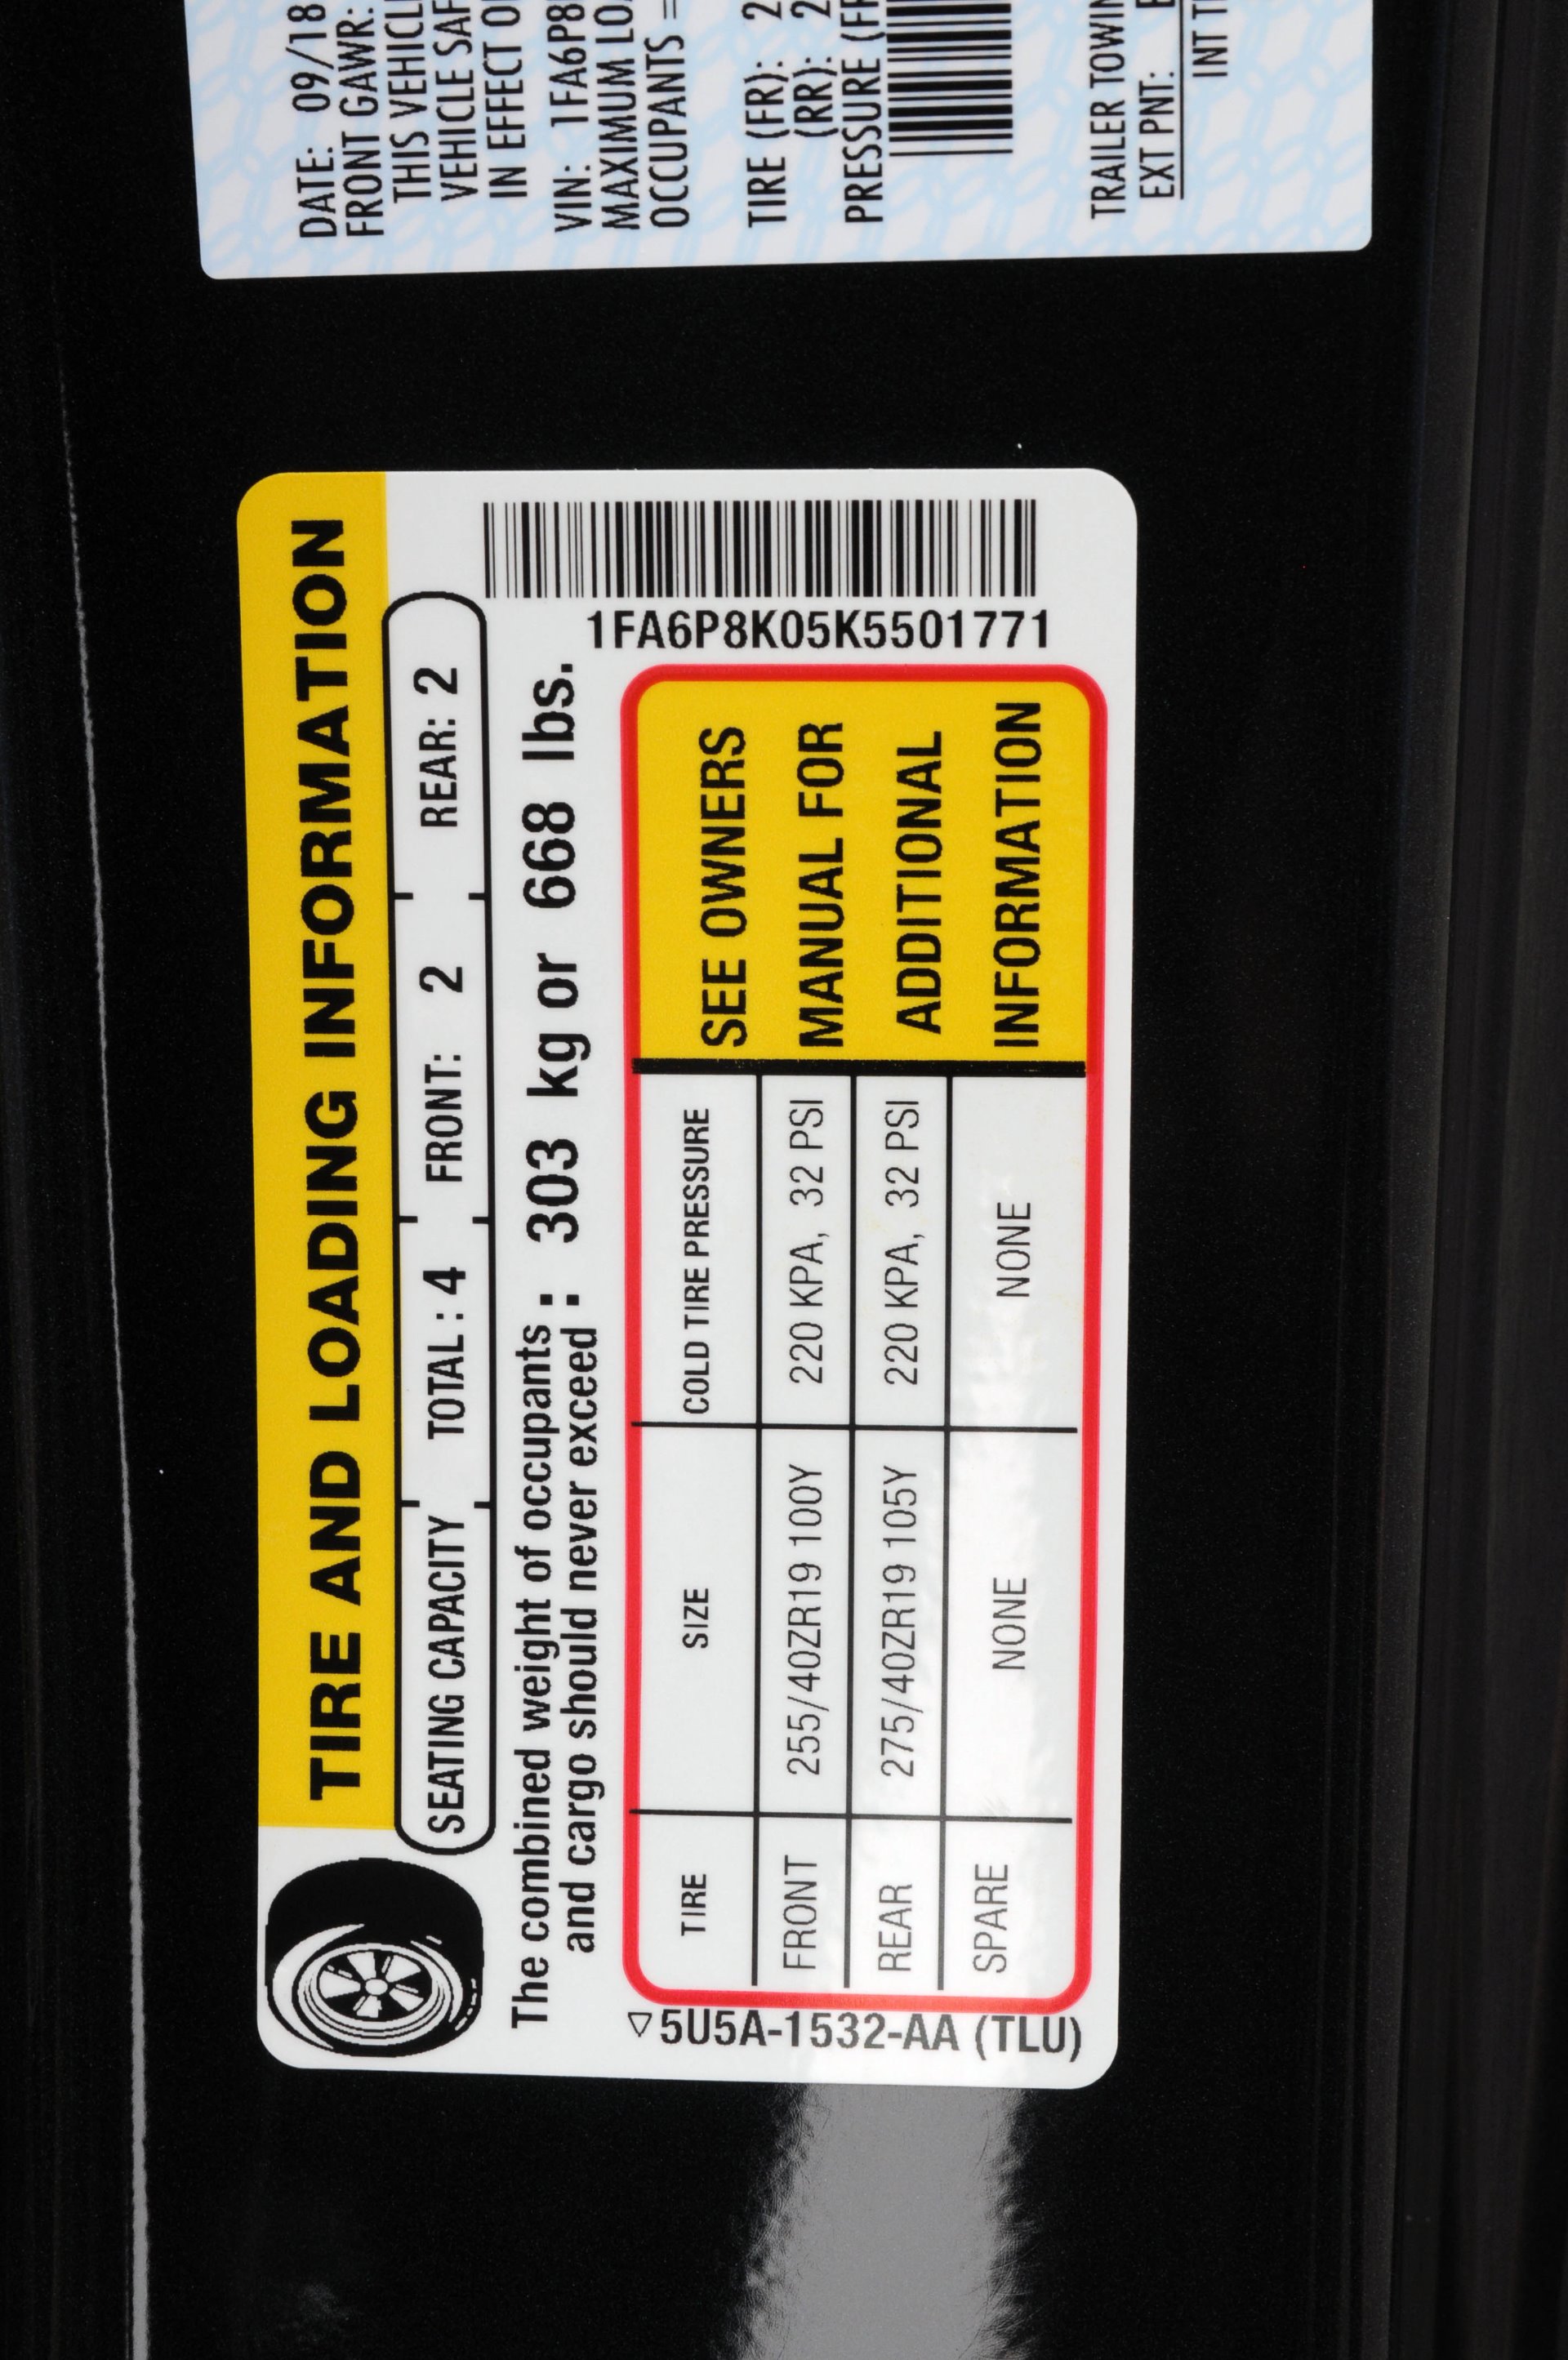 TIRE AND LOADING INFORMATION
SEATING CAPACITY TOTAL : 4 FRONT: 2 REAR: 2
The combined weight of occupants : 303 kg or 668 lbs.
and cargo should never exceed :
TIRE SIZE COLD TIRE PRESSURE
FRONT 255/40ZR19 100Y 220 KPA, 32 PSI
REAR 275/40ZR19 105Y 220 KPA, 32 PSI
SPARE NONE NONE
SEE OWNERS
MANUAL FOR
ADDITIONAL
INFORMATION
5U5A-1532-AA (TLU)
1FA6P8K05K5501771
DATE: 09/18
FRONT GAWR:
THIS VEHICL
VEHICLE SAF
IN EFFECT O
VIN: 1FA6P8
MAXIMUM LO
OCCUPANTS =
TIRE (FR): 2
(RR): 2
PRESSURE (FR
TRAILER TOWIN
EXT PNT:
INT T